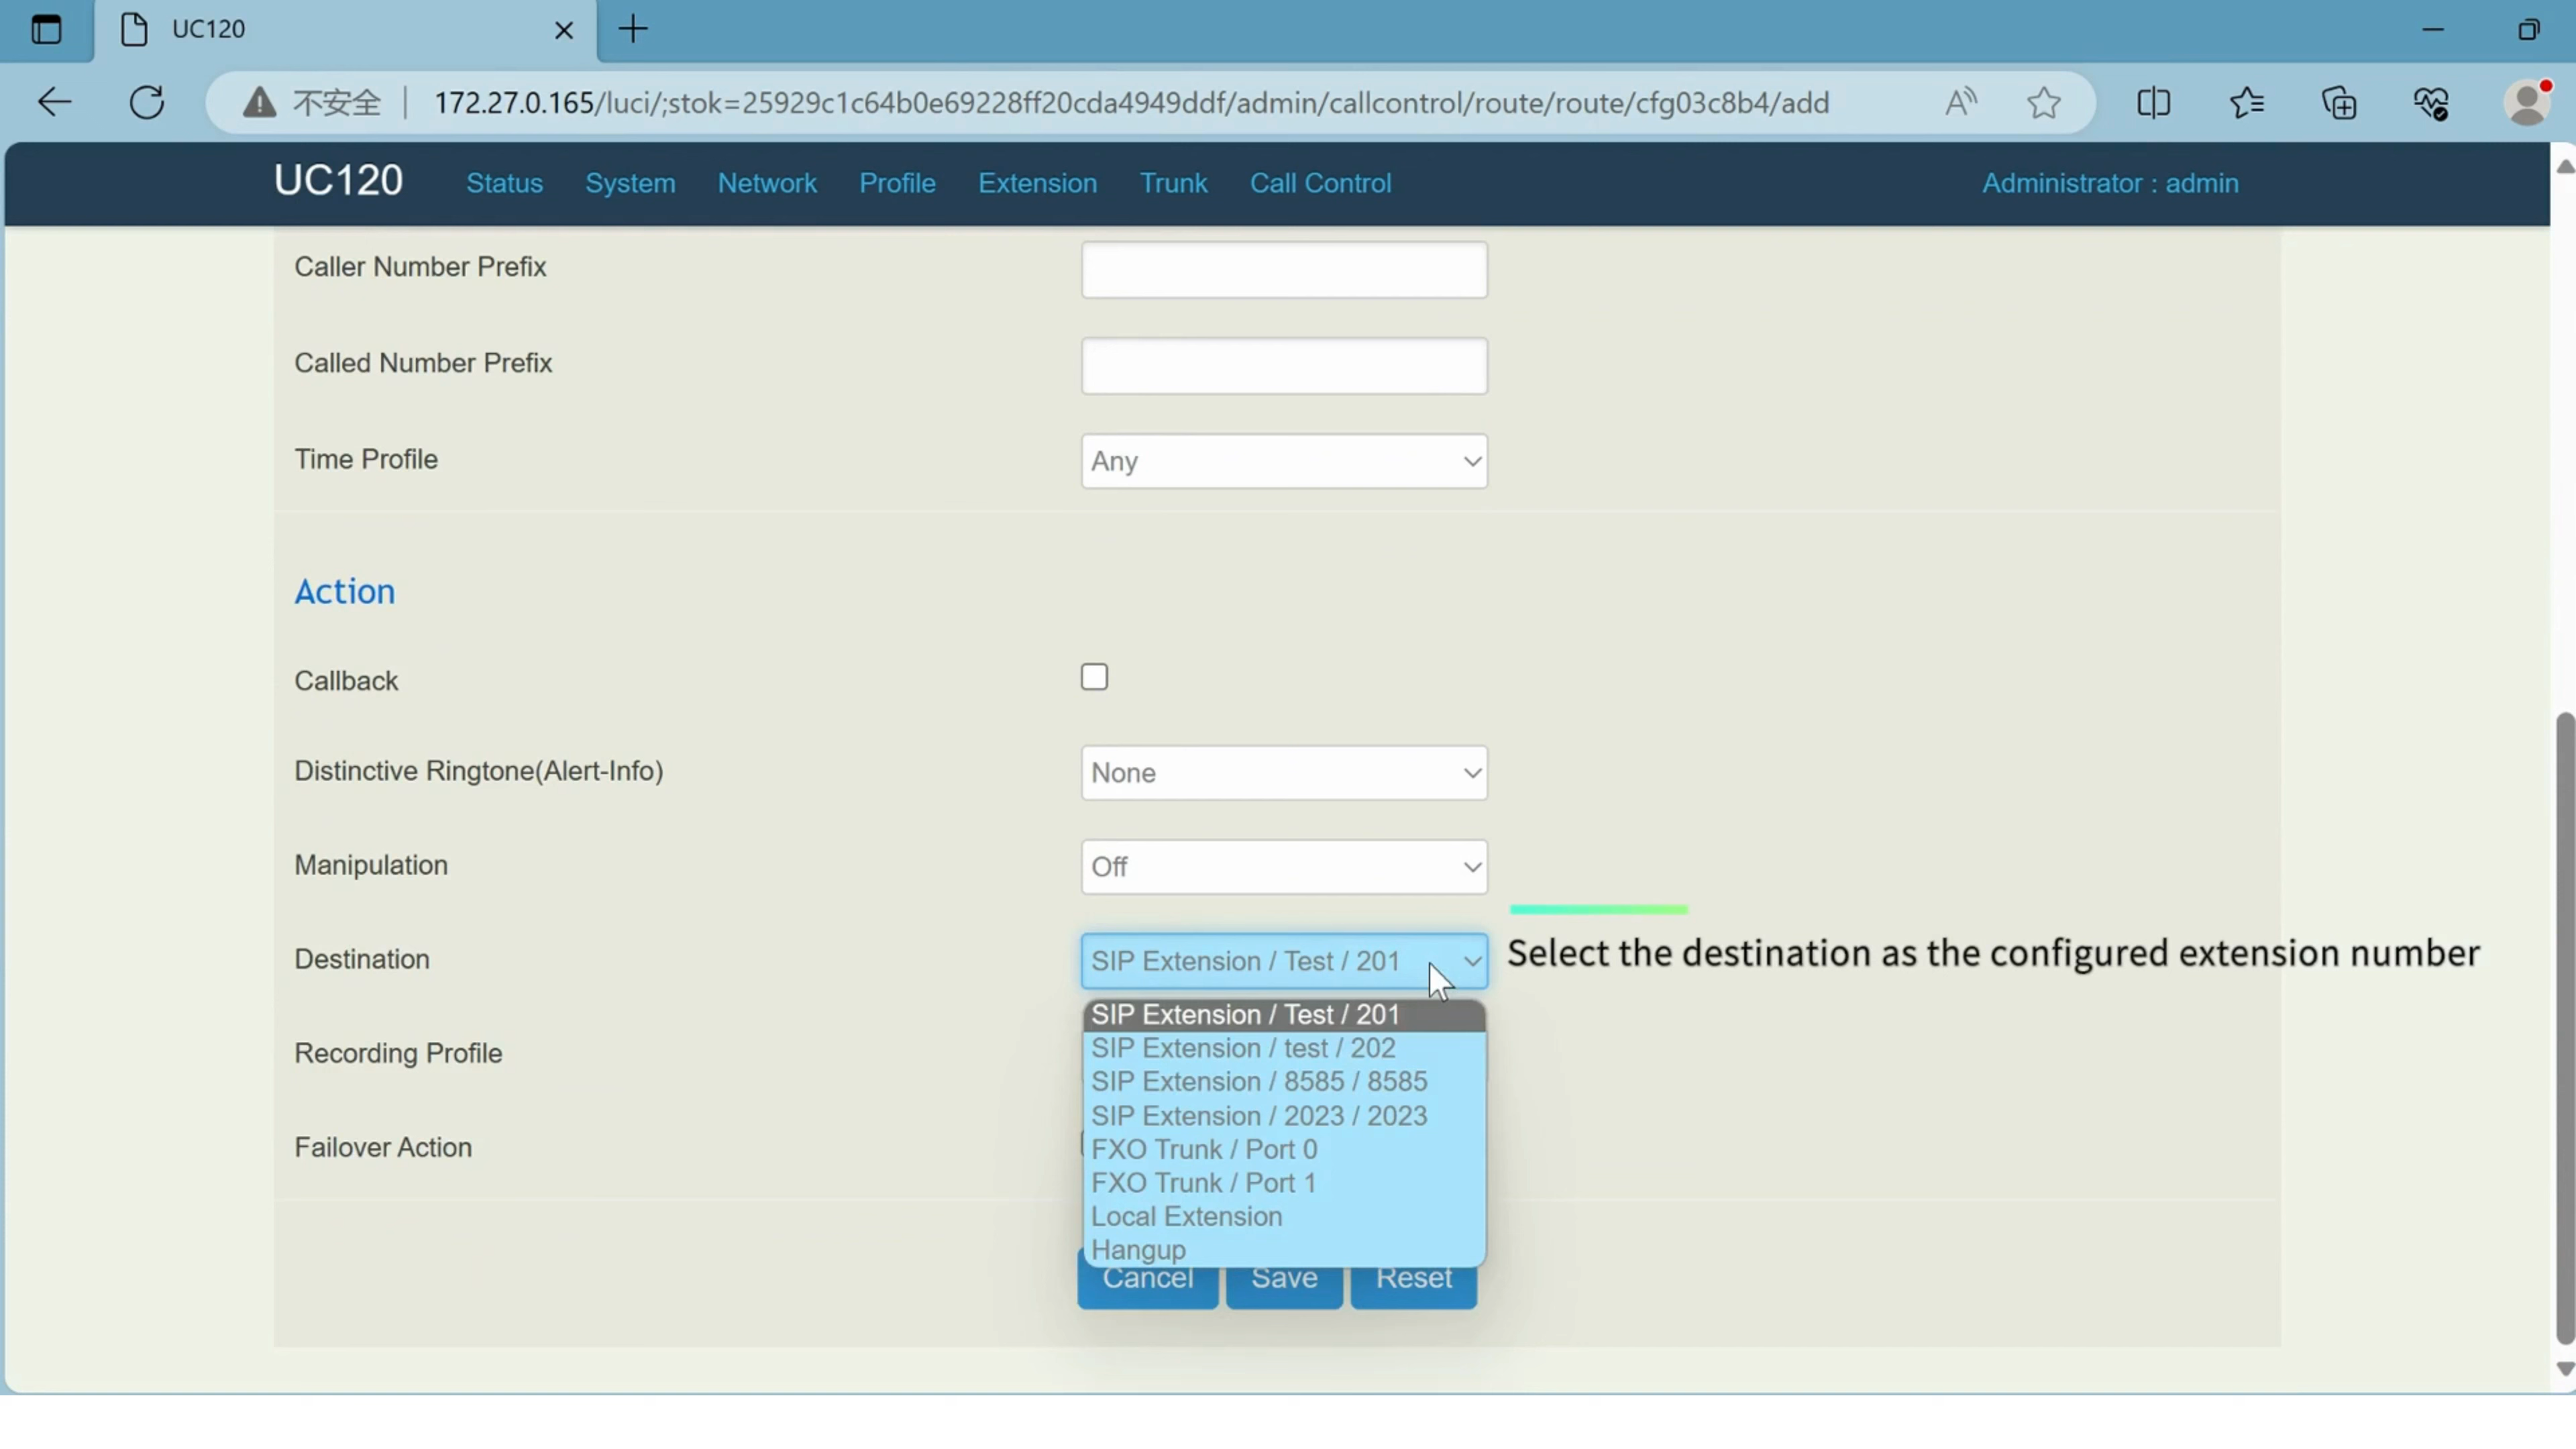 UC120
不安全 | 172.27.0.165/luci/;stok=25929c1c64b0e69228ff20cda4949ddf/admin/callcontrol/route/route/cfg03c8b4/add
UC120 Status System Network Profile Extension Trunk Call Control Administrator : admin
Caller Number Prefix
Called Number Prefix
Time Profile Any
Action
Callback
Distinctive Ringtone(Alert-Info) None
Manipulation Off
Destination SIP Extension / Test / 201 Select the destination as the configured extension number
SIP Extension / Test / 201
SIP Extension / test / 202
Recording Profile
SIP Extension / 8585 / 8585
SIP Extension / 2023 / 2023
Failover Action
FXO Trunk / Port 0
FXO Trunk / Port 1
Local Extension
Hangup
Cancel Save Reset